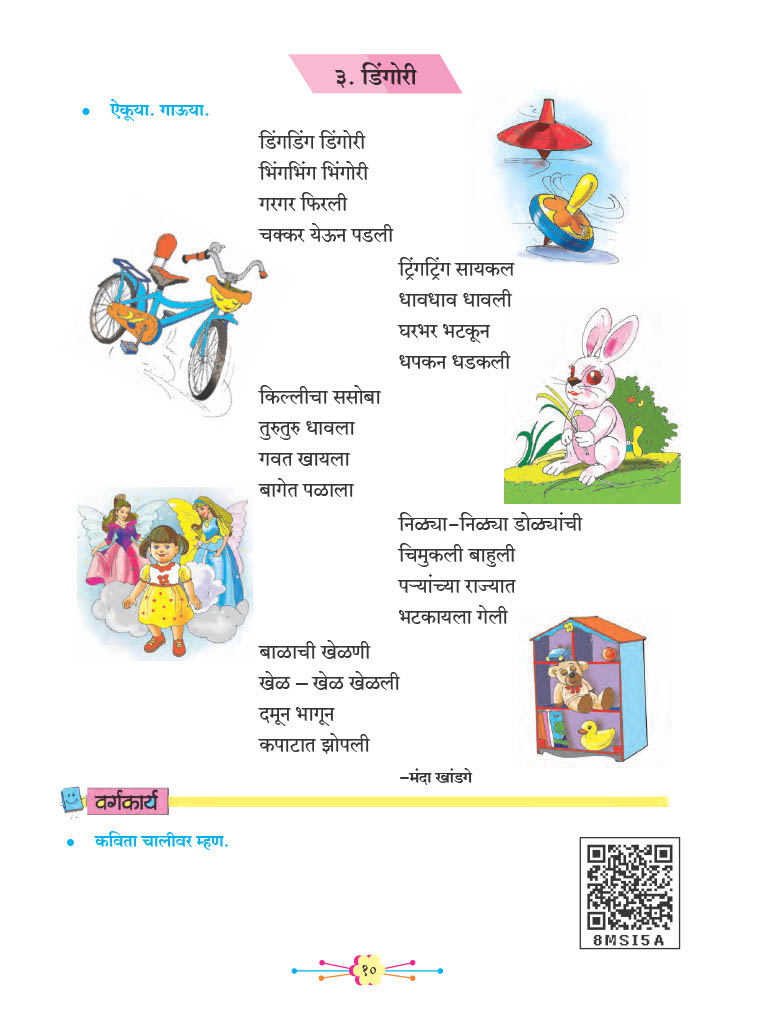 ३. डिंगोरी
• ऐकूया. गाऊया.
डिंगडिंग डिंगोरी
भिंगभिंग भिंगोरी
गरगर फिरली
चक्कर येऊन पडली
ट्रिंगट्रिंग सायकल
धावधाव धावली
घरभर भटकून
धपकन धडकली
किल्लीचा ससोबा
तुरुतुरु धावला
गवत खायला
बागेत पळाला
निळ्या–निळ्या डोळ्यांची
चिमुकली बाहुली
पऱ्यांच्या राज्यात
भटकायला गेली
बाळाची खेळणी
खेळ – खेळ खेळली
दमून भागून
कपाटात झोपली
–मंदा खांडगे
वर्गकार्य
• कविता चालीवर म्हण.
8MSI5A
१०